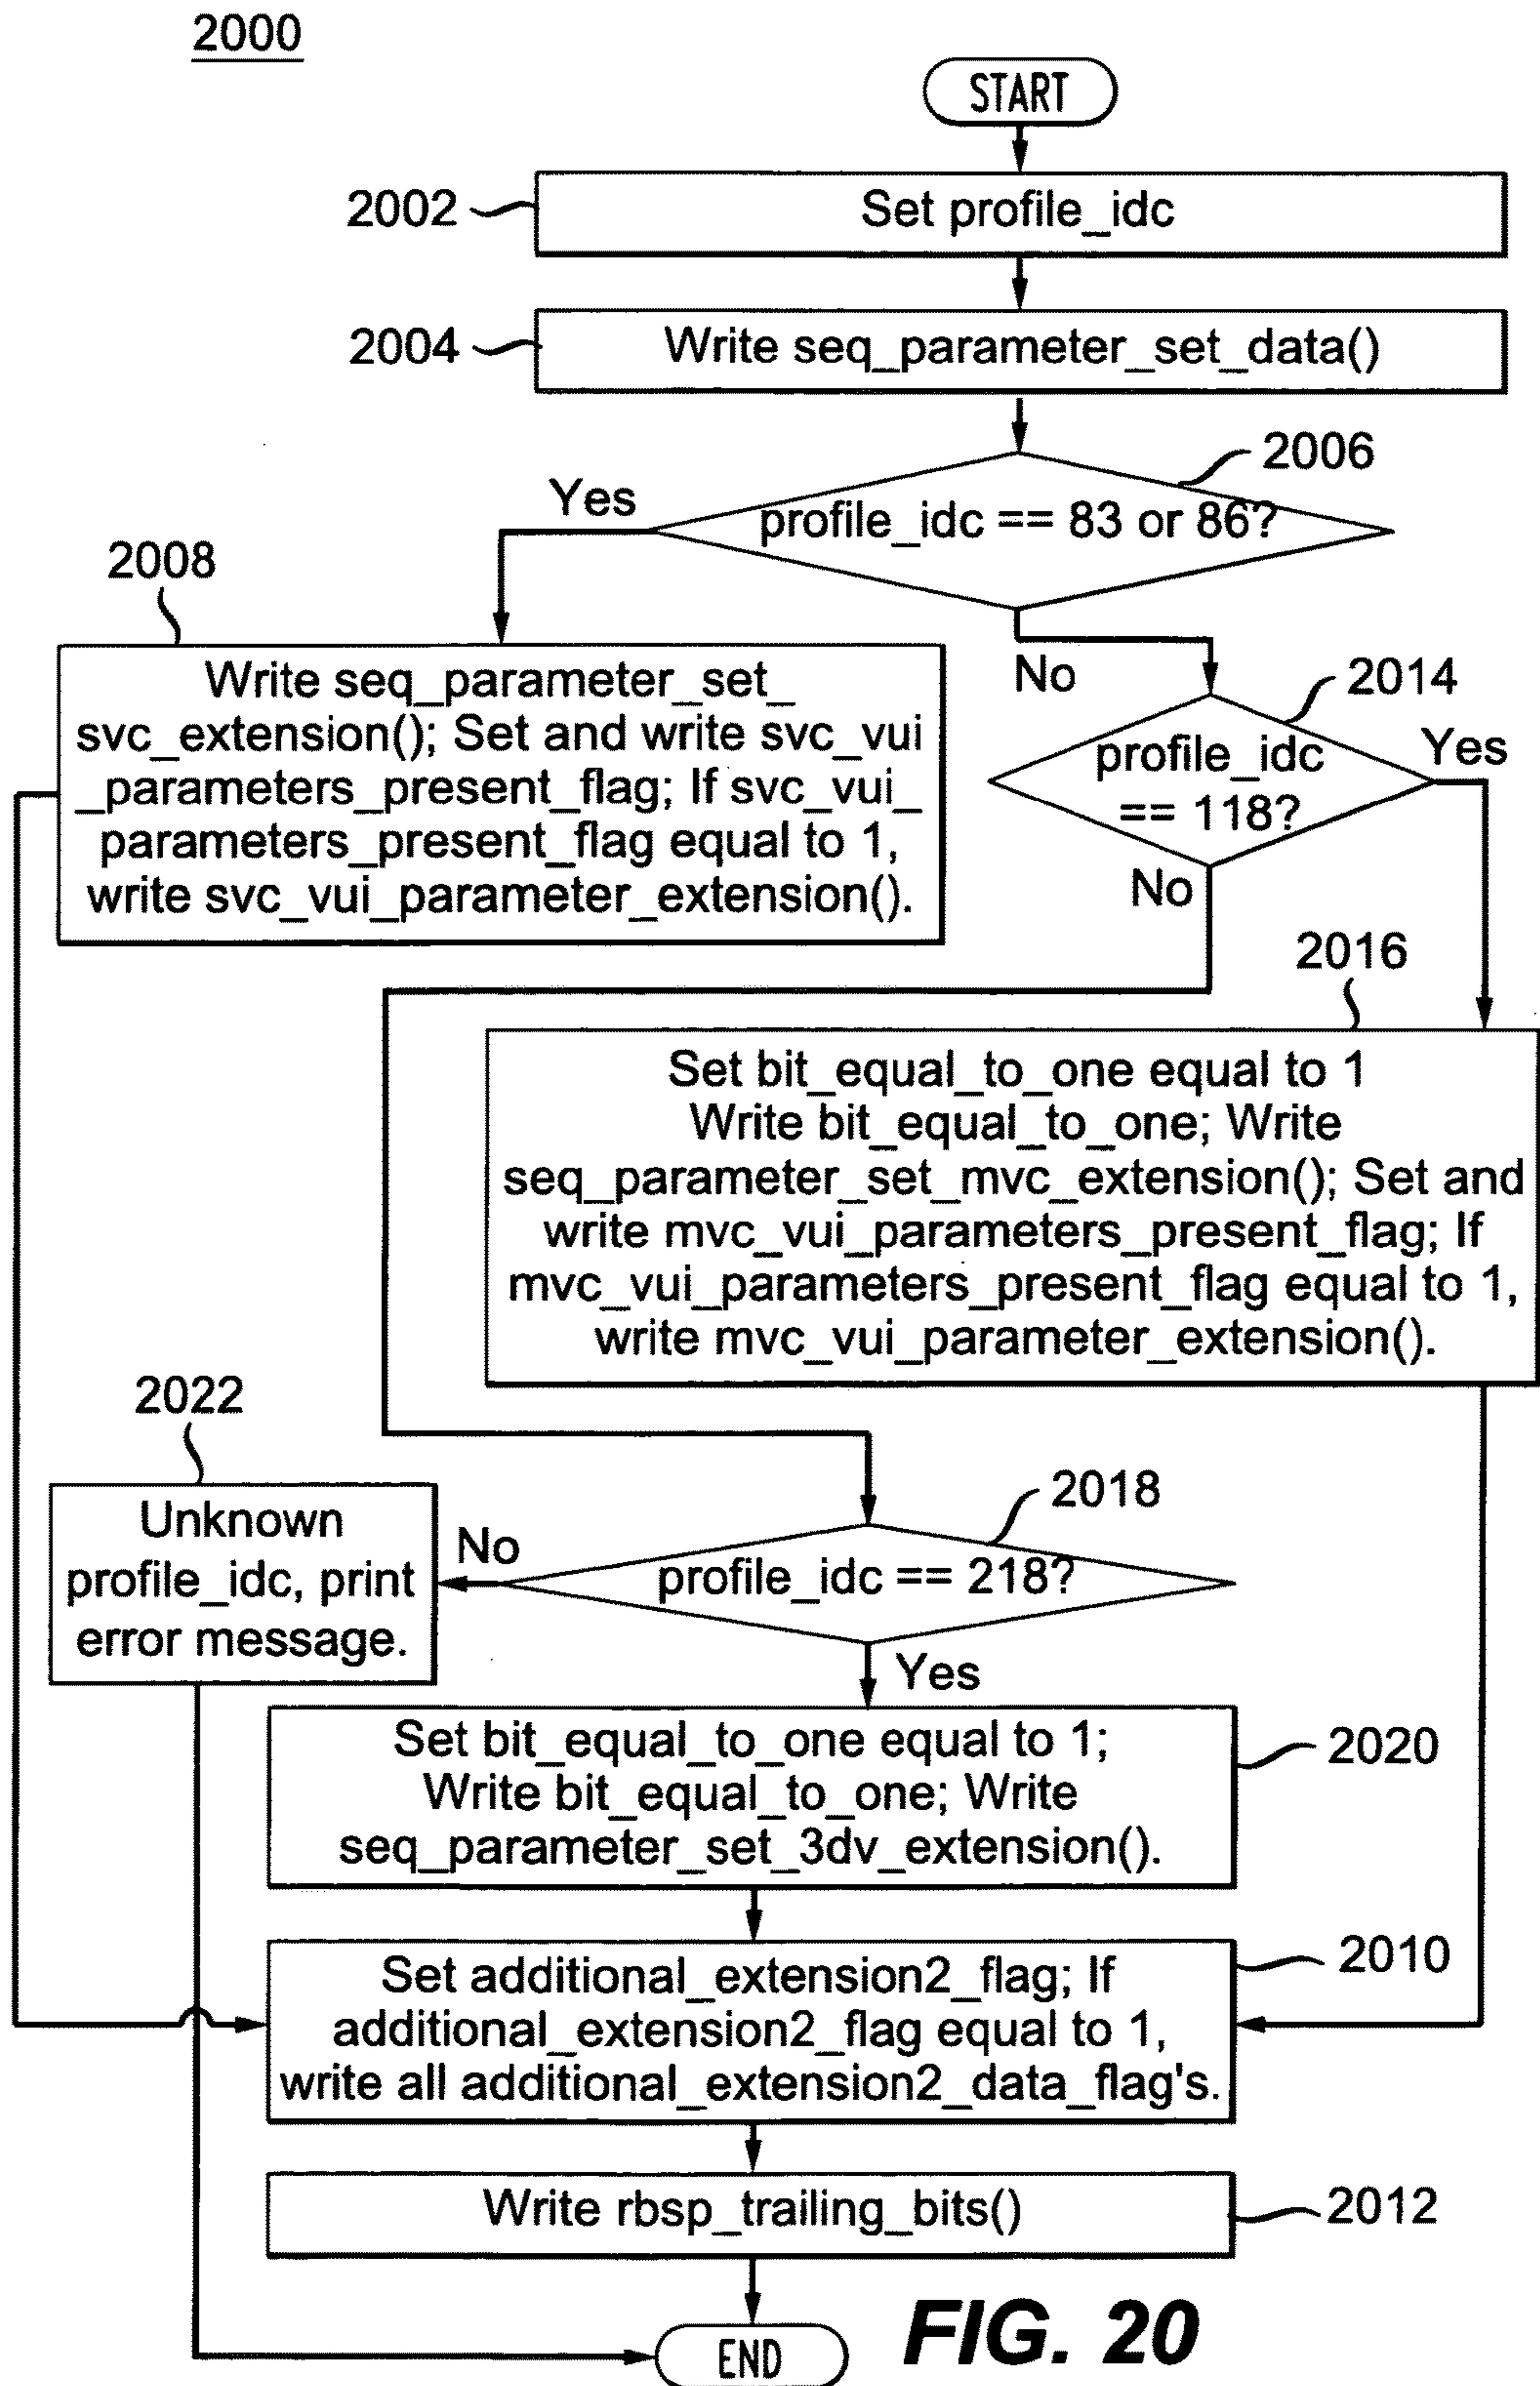 2000
START
2002
Set profile_idc
2004
Write seq_parameter_set_data()
2006
Yes
profile_idc == 83 or 86?
2008
No
2014
Write seq_parameter_set_
svc_extension(); Set and write svc_vui
_parameters_present_flag; If svc_vui_
parameters_present_flag equal to 1,
write svc_vui_parameter_extension().
profile_idc
== 118?
Yes
No
2016
Set bit_equal_to_one equal to 1
Write bit_equal_to_one; Write
seq_parameter_set_mvc_extension(); Set and
write mvc_vui_parameters_present_flag; If
mvc_vui_parameters_present_flag equal to 1,
write mvc_vui_parameter_extension().
2022
Unknown
profile_idc, print
error message.
No
2018
profile_idc == 218?
Yes
Set bit_equal_to_one equal to 1;
Write bit_equal_to_one; Write
seq_parameter_set_3dv_extension().
2020
Set additional_extension2_flag; If
additional_extension2_flag equal to 1,
write all additional_extension2_data_flag's.
2010
Write rbsp_trailing_bits()
2012
END
FIG. 20